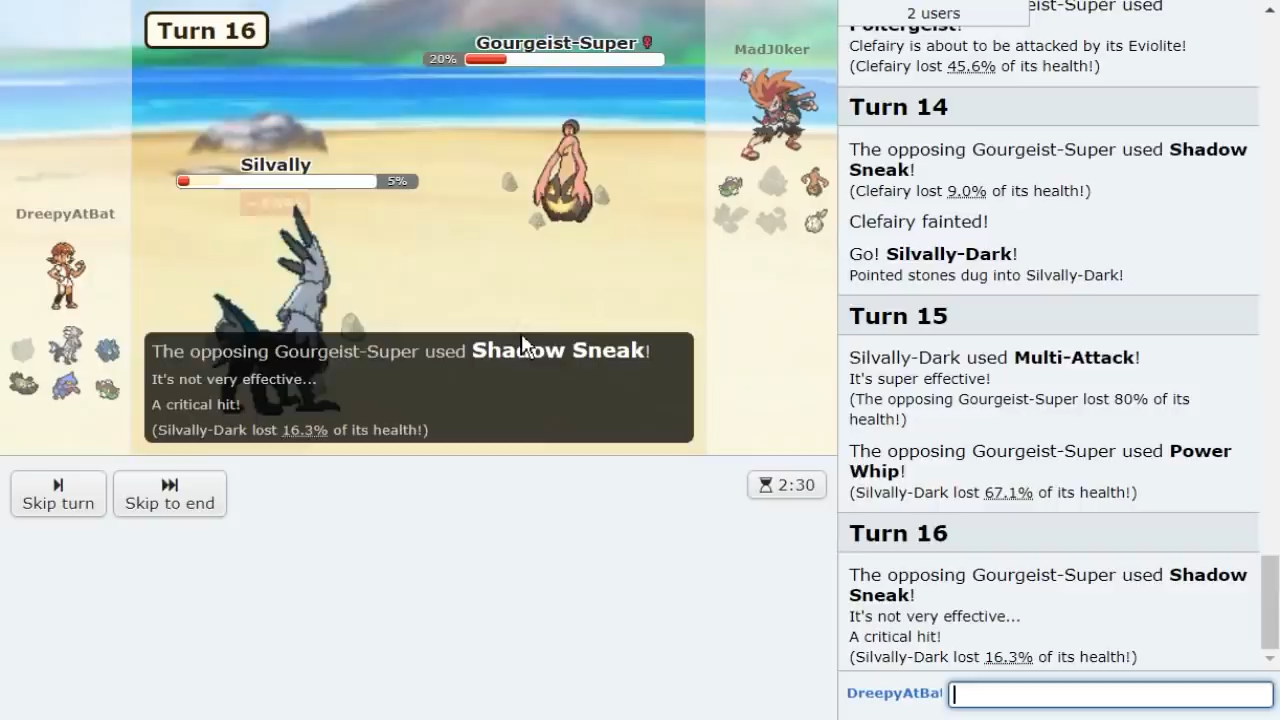 Turn 16
Gourgeist-Super
20%
MadJ0ker
Silvally
5%
DreepyAtBat
The opposing Gourgeist-Super used Shadow Sneak!
It's not very effective...
A critical hit!
(Silvally-Dark lost 16.3% of its health!)
Skip turn
Skip to end
2:30
2 users
eist-Super used
Poltergeist!
Clefairy is about to be attacked by its Eviolite!
(Clefairy lost 45.6% of its health!)
Turn 14
The opposing Gourgeist-Super used Shadow
Sneak!
(Clefairy lost 9.0% of its health!)
Clefairy fainted!
Go! Silvally-Dark!
Pointed stones dug into Silvally-Dark!
Turn 15
Silvally-Dark used Multi-Attack!
It's super effective!
(The opposing Gourgeist-Super lost 80% of its
health!)
The opposing Gourgeist-Super used Power
Whip!
(Silvally-Dark lost 67.1% of its health!)
Turn 16
The opposing Gourgeist-Super used Shadow
Sneak!
It's not very effective...
A critical hit!
(Silvally-Dark lost 16.3% of its health!)
DreepyAtBat